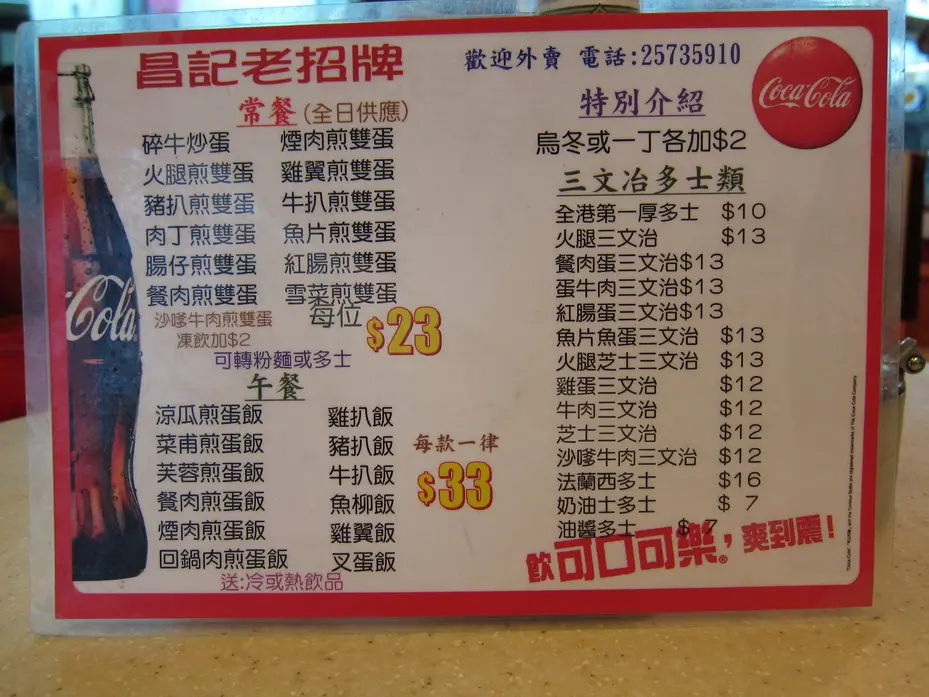 昌記老招牌
歡迎外賣 電話:25735910
Coca-Cola
常餐(全日供應)
碎牛炒蛋 煙肉煎雙蛋
火腿煎雙蛋 雞翼煎雙蛋
豬扒煎雙蛋 牛扒煎雙蛋
肉丁煎雙蛋 魚片煎雙蛋
腸仔煎雙蛋 紅腸煎雙蛋
餐肉煎雙蛋 雪菜煎雙蛋
沙嗲牛肉煎雙蛋 每位 $23
凍飲加$2
可轉粉麵或多士
午餐
涼瓜煎蛋飯 雞扒飯
菜甫煎蛋飯 豬扒飯
芙蓉煎蛋飯 牛扒飯
餐肉煎蛋飯 魚柳飯
煙肉煎蛋飯 雞翼飯
回鍋肉煎蛋飯 叉蛋飯
每款一律
$33
送:冷或熱飲品
特別介紹
烏冬或一丁各加$2
三文治多士類
全港第一厚多士 $10
火腿三文治 $13
餐肉蛋三文治$13
蛋牛肉三文治$13
紅腸蛋三文治$13
魚片魚蛋三文治 $13
火腿芝士三文治 $13
雞蛋三文治 $12
牛肉三文治 $12
芝士三文治 $12
沙嗲牛肉三文治 $12
法蘭西多士 $16
奶油士多士 $ 7
油醬多士 $ 7
飲可口可樂®,爽到震!
Cola